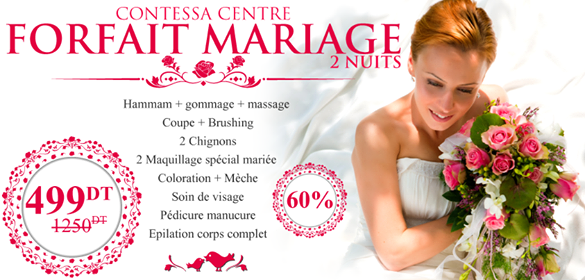 CONTESSA CENTRE
FORFAIT MARIAGE
2 NUITS
Hammam + gommage + massage
Coupe + Brushing
2 Chignons
2 Maquillage spécial mariée
Coloration + Mèche
Soin de visage
Pédicure manucure
Epilation corps complet
499DT
1250DT
60%